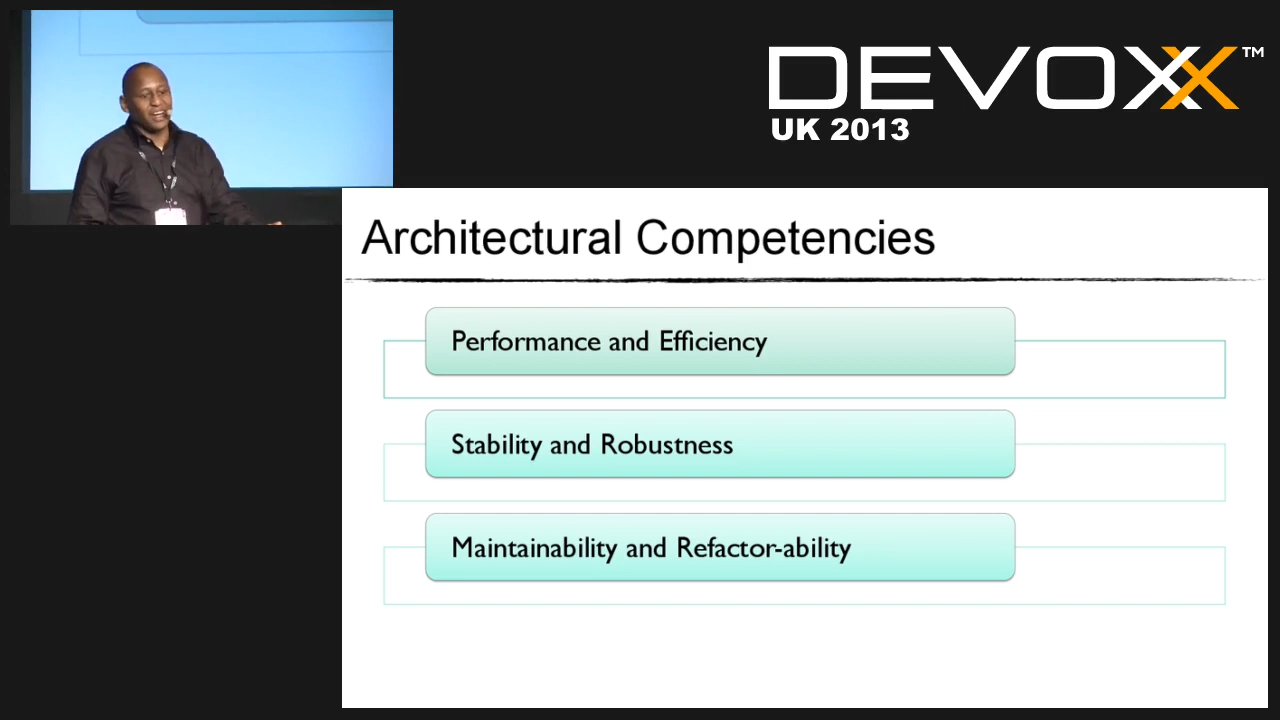 DEVOXX™
UK 2013
Architectural Competencies
Performance and Efficiency
Stability and Robustness
Maintainability and Refactor-ability